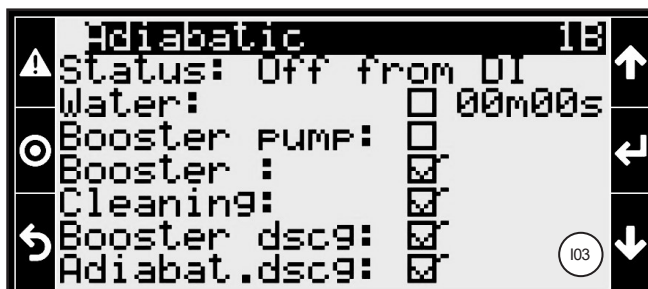 Adiabatic 1B
Status: Off from DI
Water: 00m00s
Booster pump:
Booster :
Cleaning:
Booster dscg:
Adiabat.dscg:
I03